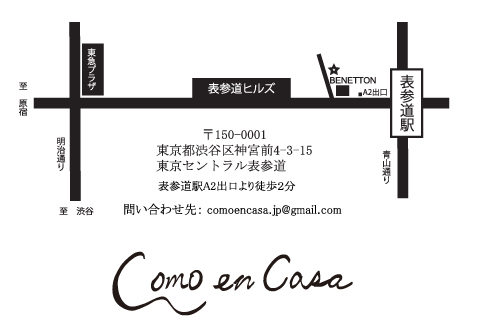 東急プラザ
至 原宿
表参道ヒルズ
BENETTON
A2出口
表参道駅
明治通り
青山通り
至 渋谷
〒150-0001
東京都渋谷区神宮前4-3-15
東京セントラル表参道
表参道駅A2出口より徒歩2分
問い合わせ先: comoencasa.jp@gmail.com
Como en Casa